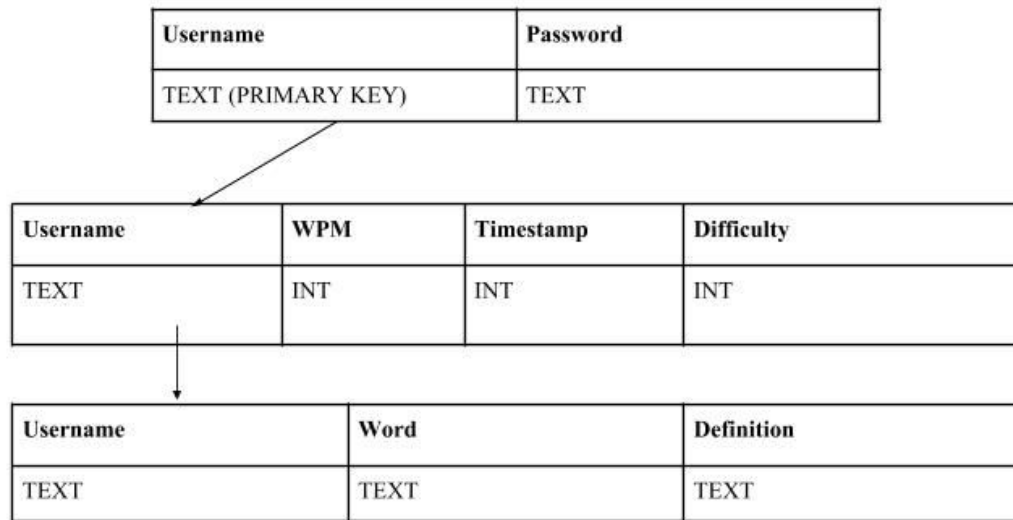 Username Password
TEXT (PRIMARY KEY) TEXT
Username WPM Timestamp Difficulty
TEXT INT INT INT
Username Word Definition
TEXT TEXT TEXT